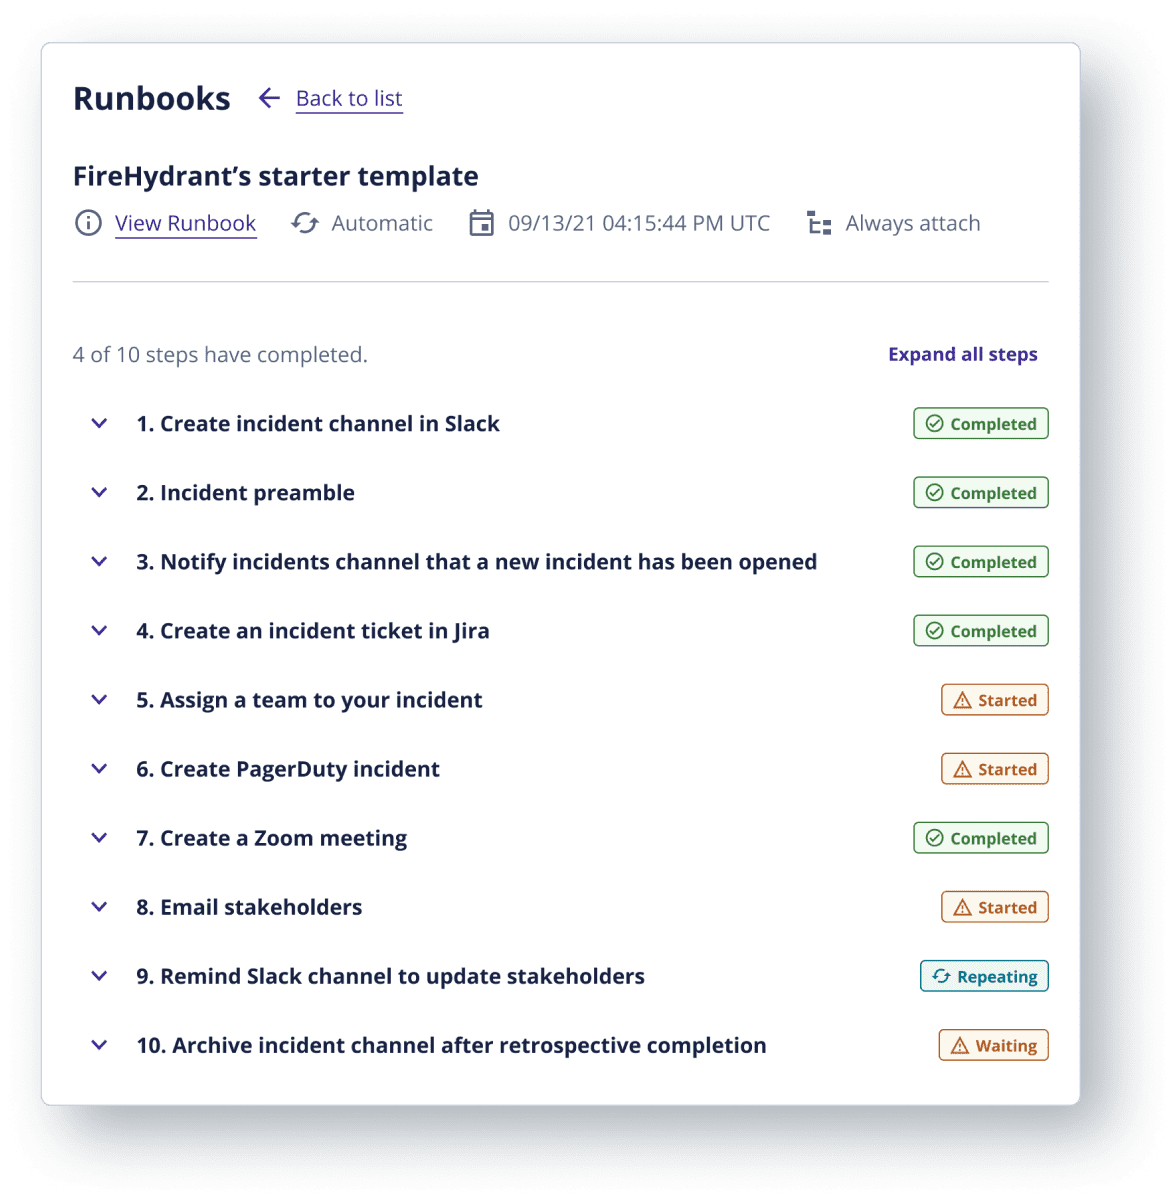 Runbooks Back to list
FireHydrant’s starter template
View Runbook Automatic 09/13/21 04:15:44 PM UTC Always attach
4 of 10 steps have completed. Expand all steps
1. Create incident channel in Slack Completed
2. Incident preamble Completed
3. Notify incidents channel that a new incident has been opened Completed
4. Create an incident ticket in Jira Completed
5. Assign a team to your incident Started
6. Create PagerDuty incident Started
7. Create a Zoom meeting Completed
8. Email stakeholders Started
9. Remind Slack channel to update stakeholders Repeating
10. Archive incident channel after retrospective completion Waiting